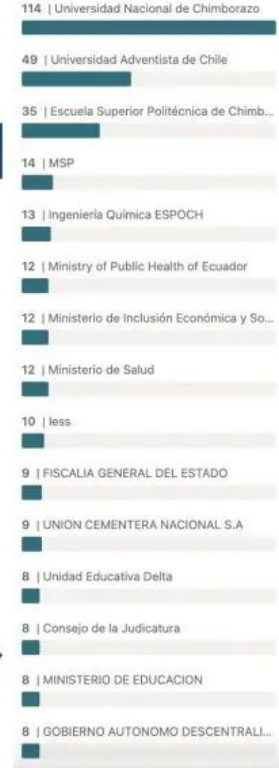 114 | Universidad Nacional de Chimborazo
49 | Universidad Adventista de Chile
35 | Escuela Superior Politécnica de Chimb...
14 | MSP
13 | Ingeniería Química ESPOCH
12 | Ministry of Public Health of Ecuador
12 | Ministerio de Inclusión Económica y So...
12 | Ministerio de Salud
10 | Iess
9 | FISCALIA GENERAL DEL ESTADO
9 | UNION CEMENTERA NACIONAL S.A
8 | Unidad Educativa Delta
8 | Consejo de la Judicatura
8 | MINISTERIO DE EDUCACION
8 | GOBIERNO AUTONOMO DESCENTRALI...